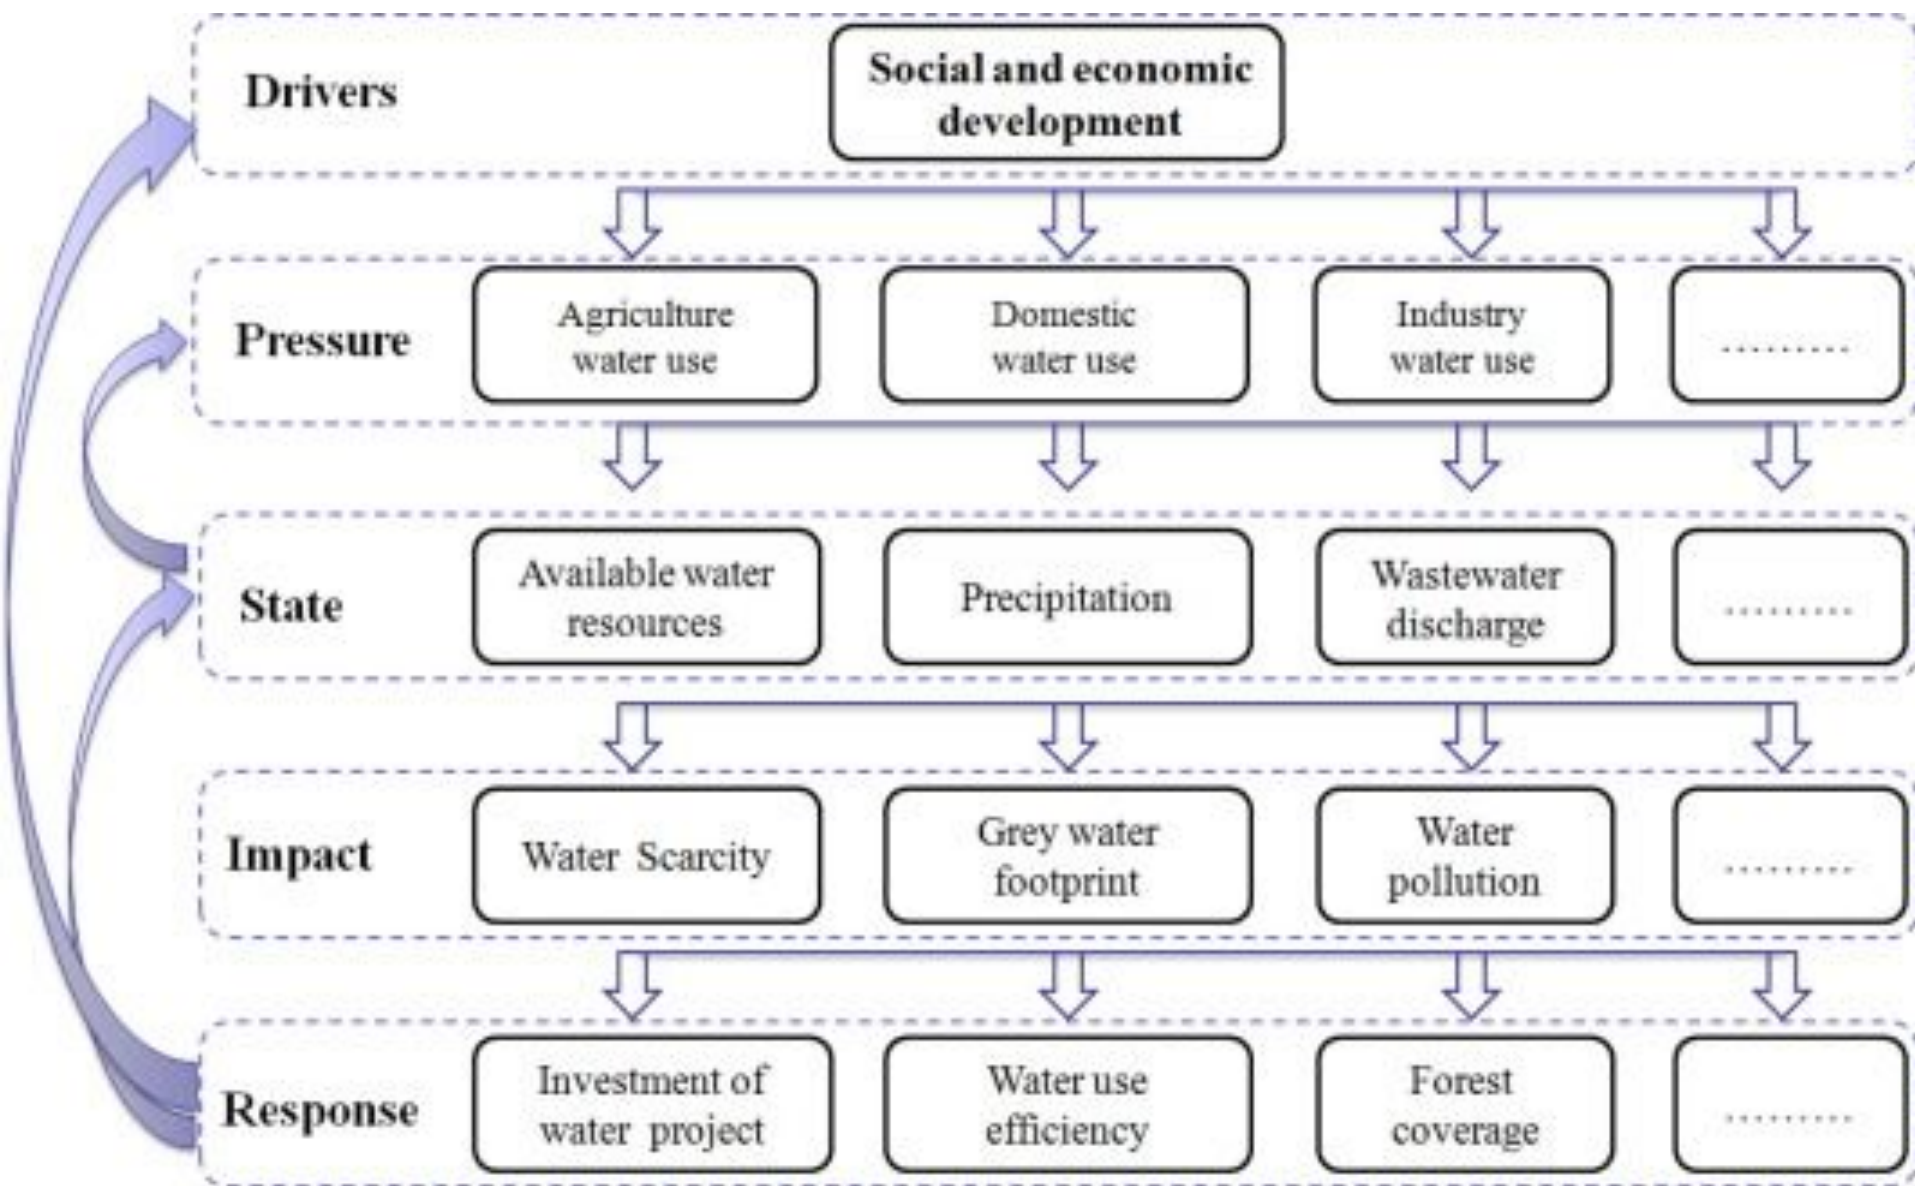 Drivers
Social and economic
development
Pressure
Agriculture
water use
Domestic
water use
Industry
water use
.........
State
Available water
resources
Precipitation
Wastewater
discharge
.........
Impact
Water Scarcity
Grey water
footprint
Water
pollution
.........
Response
Investment of
water project
Water use
efficiency
Forest
coverage
.........